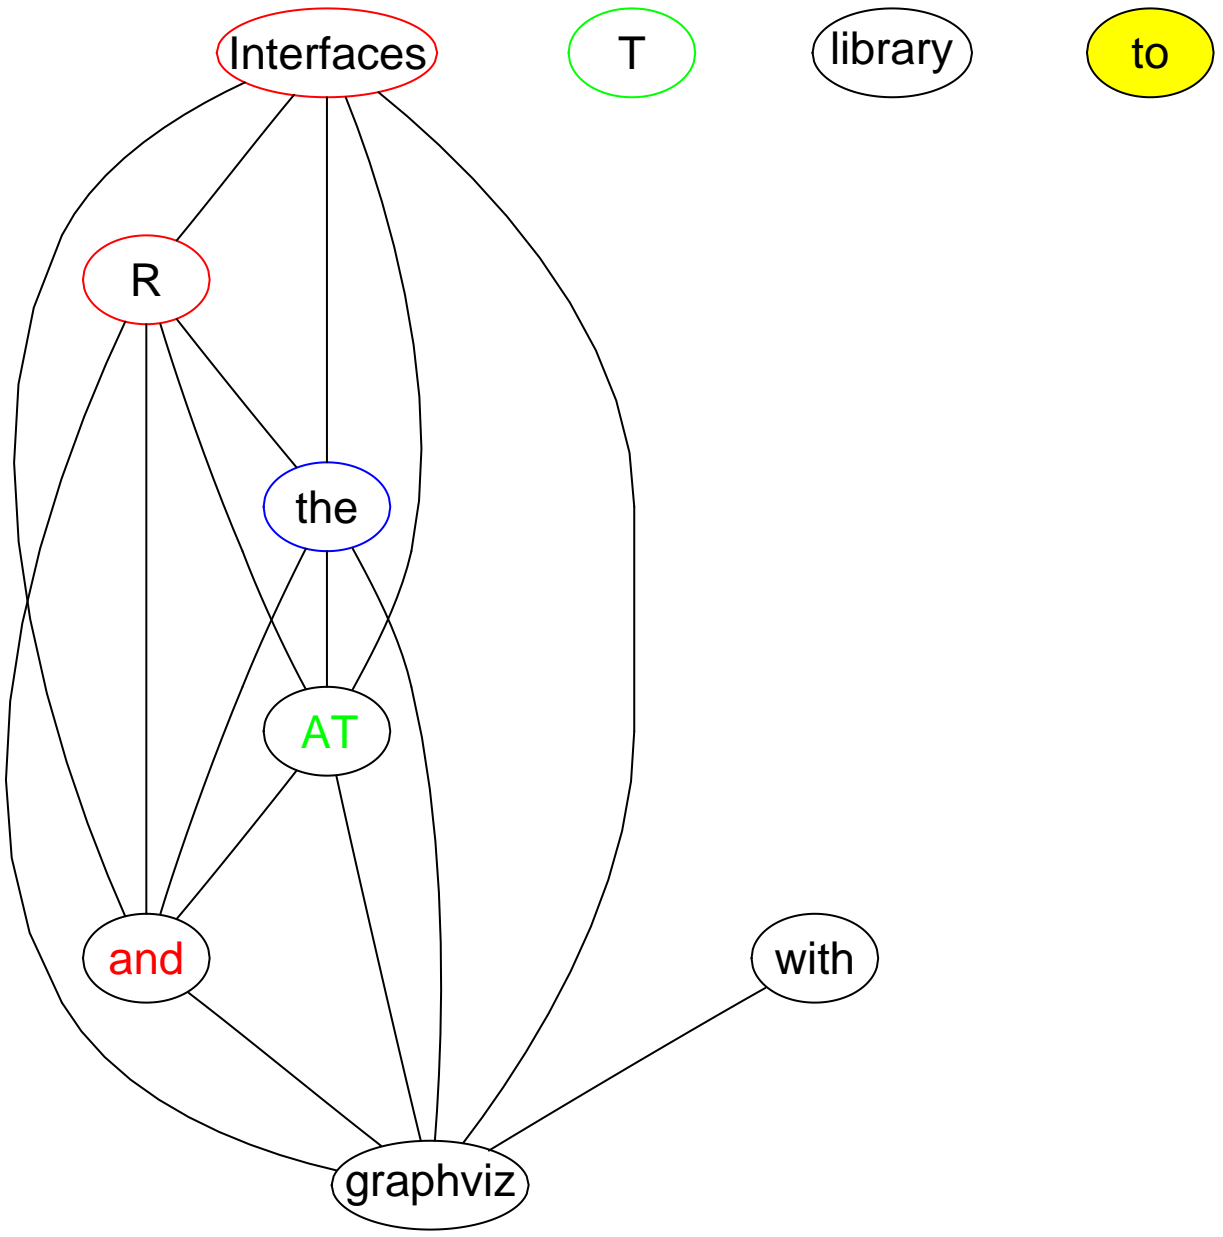 Interfaces
T
library
to
R
the
AT
and
with
graphviz